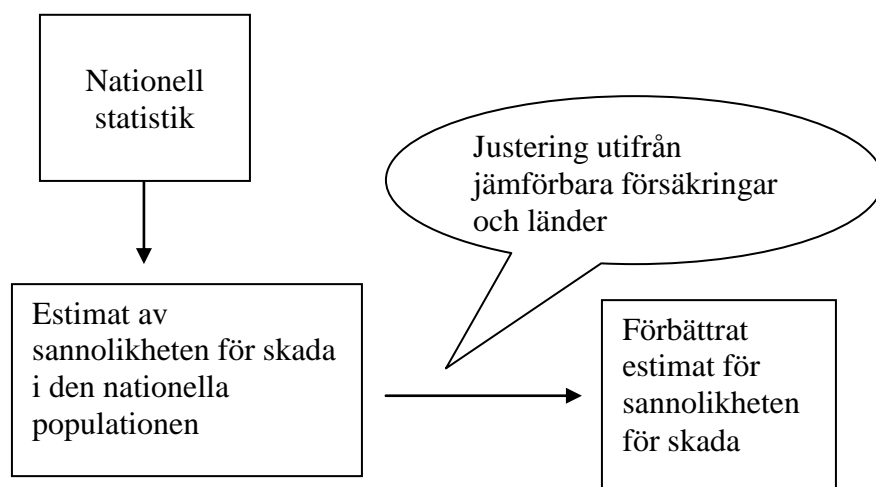 Nationell
statistik
Justering utifrån
jämförbara försäkringar
och länder
Estimat av
sannolikheten för skada
i den nationella
populationen
Förbättrat
estimat för
sannolikheten
för skada